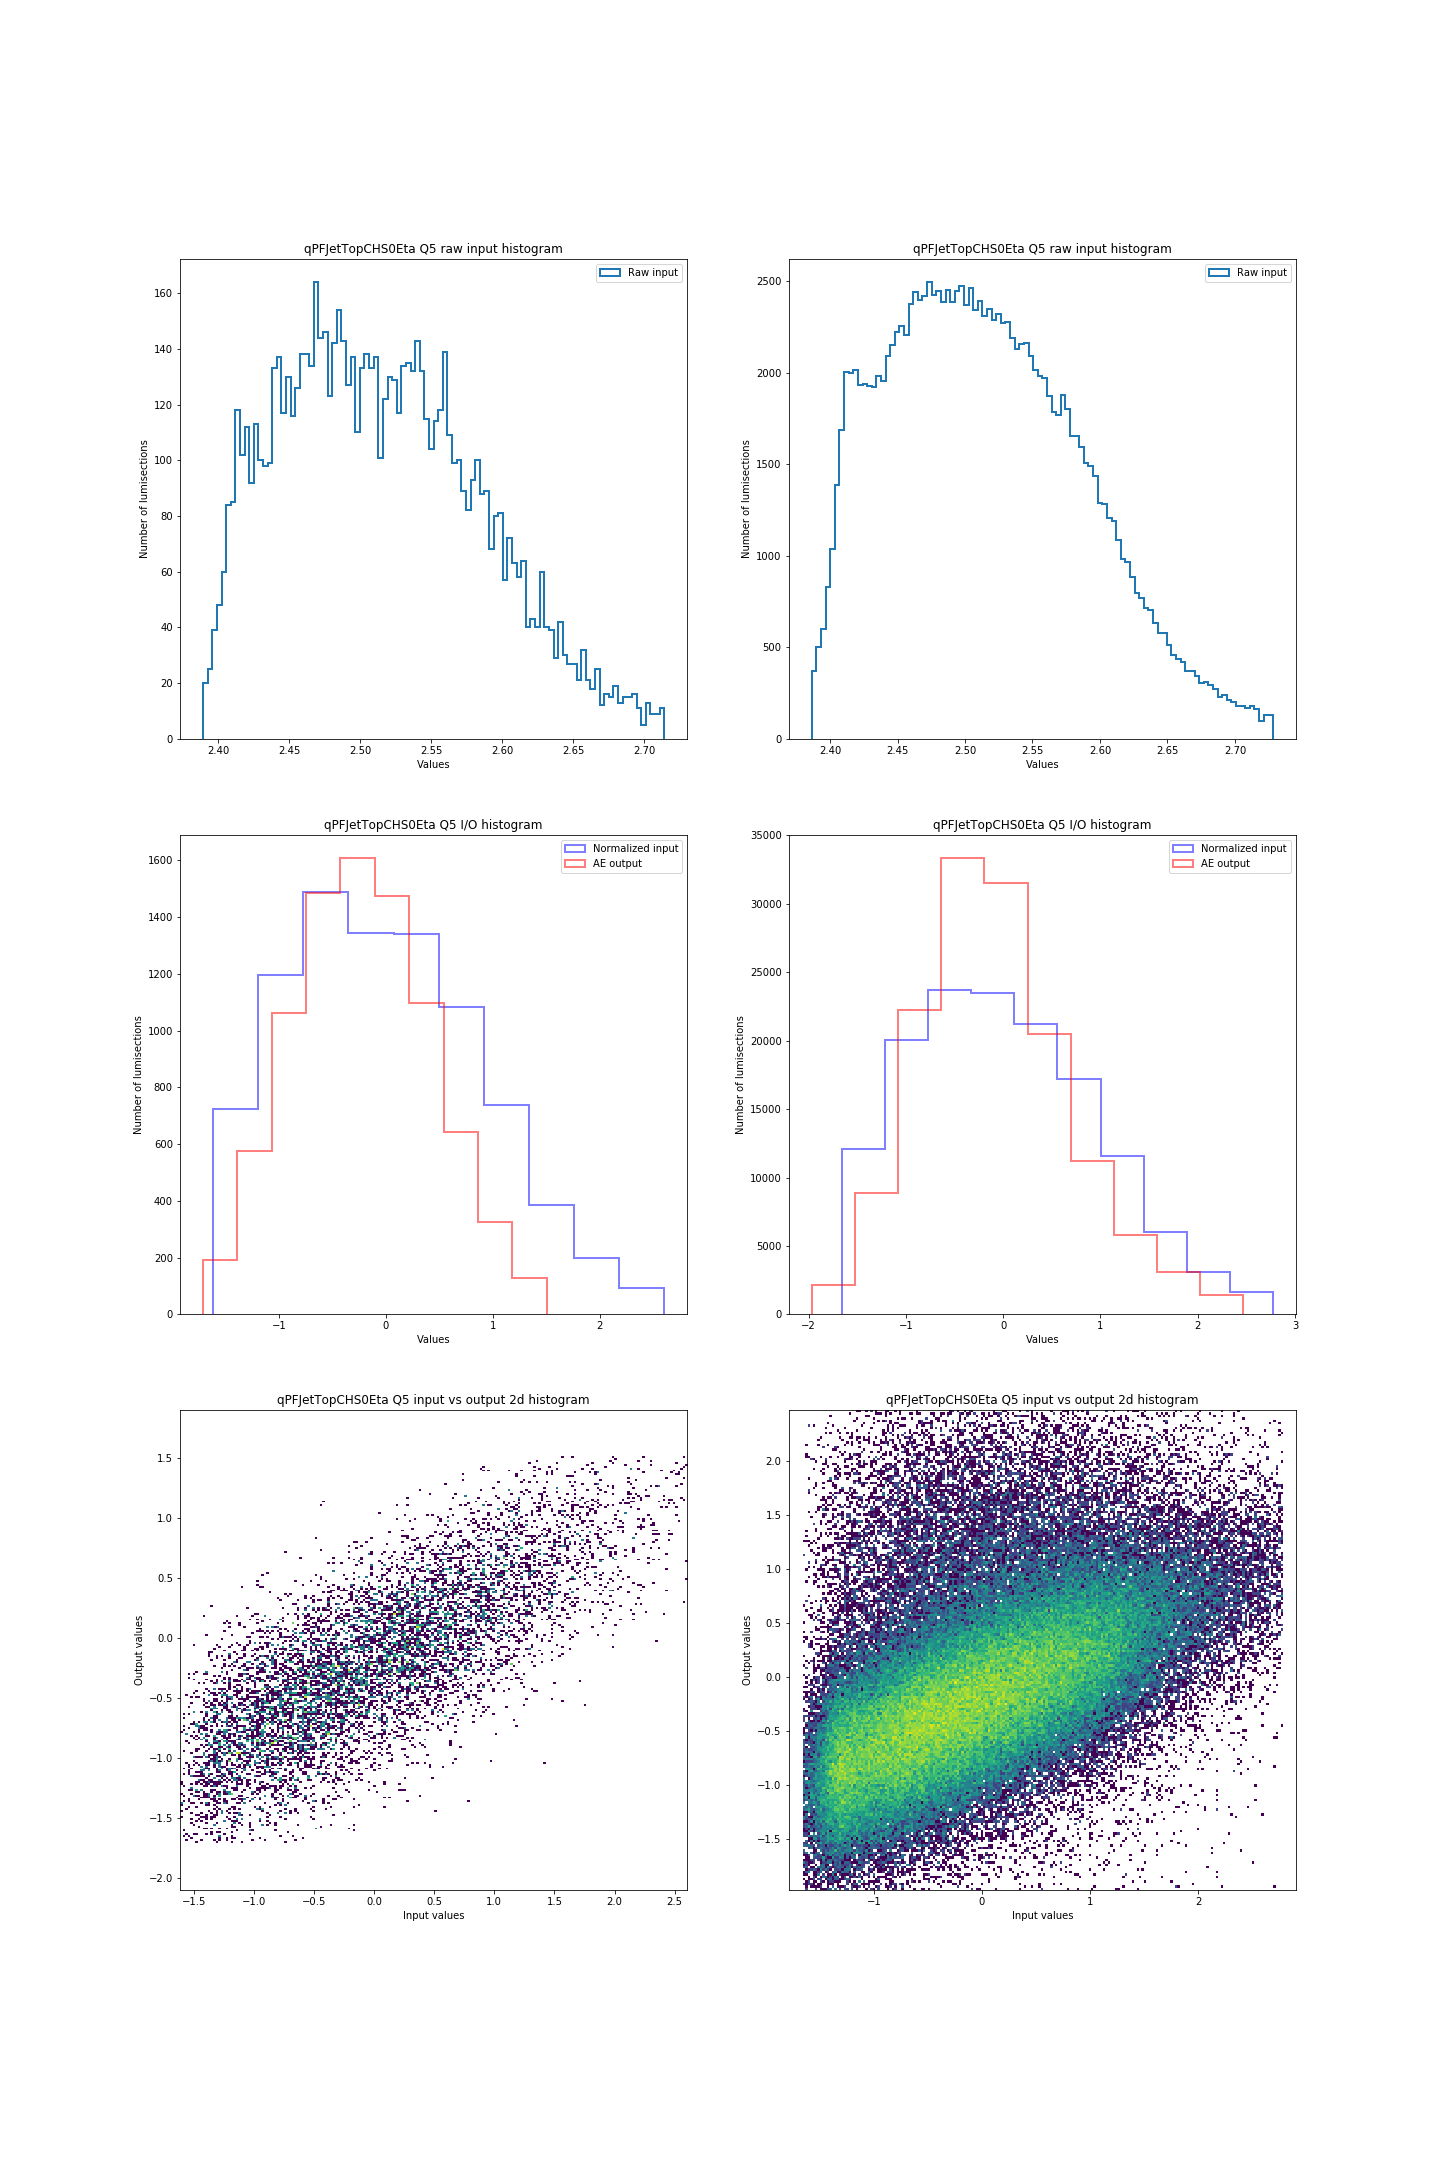 qPFJetTopCHS0Eta Q5 raw input histogram
Raw input
160
140
120
100
80
60
40
20
0
Number of lumisections
2.40 2.45 2.50 2.55 2.60 2.65 2.70
Values
qPFJetTopCHS0Eta Q5 raw input histogram
Raw input
2500
2000
1500
1000
500
0
Number of lumisections
2.40 2.45 2.50 2.55 2.60 2.65 2.70
Values
qPFJetTopCHS0Eta Q5 I/O histogram
Normalized input
AE output
1600
1400
1200
1000
800
600
400
200
0
Number of lumisections
−1 0 1 2
Values
qPFJetTopCHS0Eta Q5 I/O histogram
Normalized input
AE output
35000
30000
25000
20000
15000
10000
5000
0
Number of lumisections
−2 −1 0 1 2 3
Values
qPFJetTopCHS0Eta Q5 input vs output 2d histogram
1.5
1.0
0.5
0.0
−0.5
−1.0
−1.5
−2.0
Output values
−1.5 −1.0 −0.5 0.0 0.5 1.0 1.5 2.0 2.5
Input values
qPFJetTopCHS0Eta Q5 input vs output 2d histogram
2.0
1.5
1.0
0.5
0.0
−0.5
−1.0
−1.5
Output values
−1 0 1 2
Input values